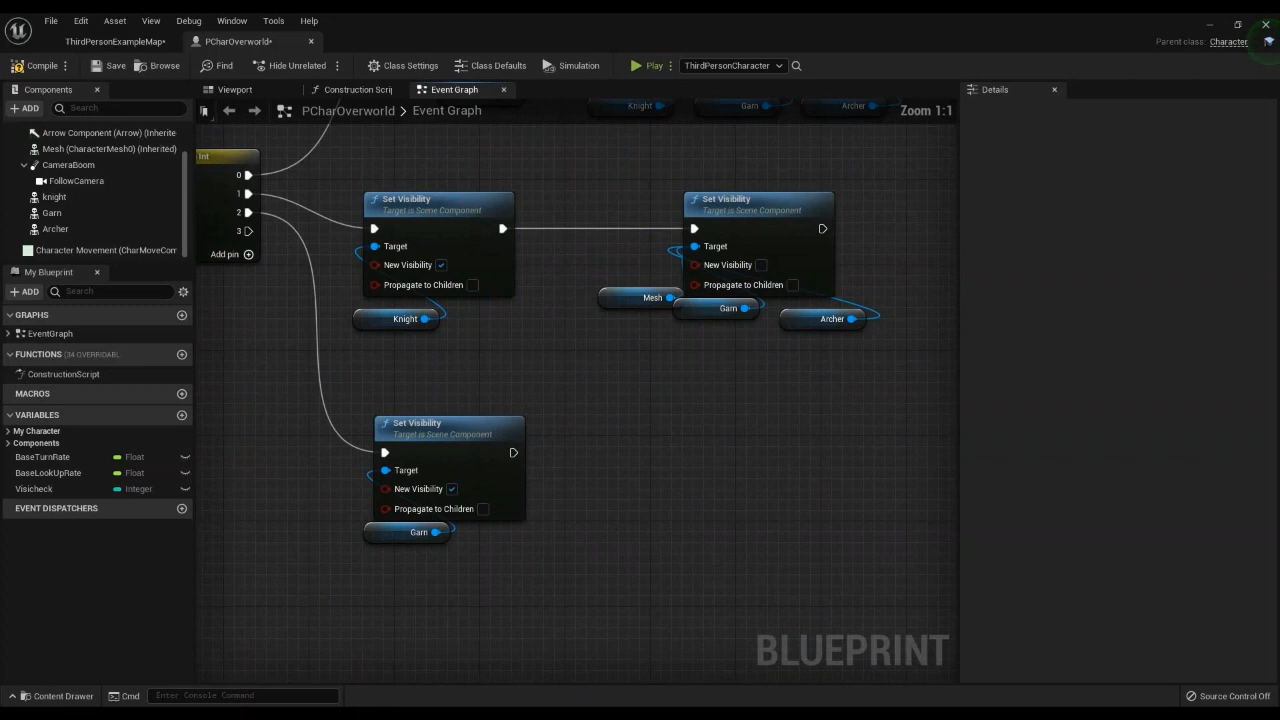 File Edit Asset View Debug Window Tools Help
ThirdPersonExampleMap* PCharOverworld*
Parent class: Character
Compile Save Browse Find Hide Unrelated Class Settings Class Defaults Simulation Play ThirdPersonCharacter
Components
ADD Search
Arrow Component (Arrow) (Inherite
Mesh (CharacterMesh0) (Inherited)
CameraBoom
FollowCamera
knight
Garn
Archer
Character Movement (CharMoveCom
My Blueprint
ADD Search
GRAPHS
EventGraph
FUNCTIONS (34 OVERRIDABL
ConstructionScript
MACROS
VARIABLES
My Character
Components
BaseTurnRate Float
BaseLookUpRate Float
Visicheck Integer
EVENT DISPATCHERS
Viewport Construction Scrip Event Graph
PCharOverworld > Event Graph Zoom 1:1
Knight Garn Archer
Int
0
1
2
3
Add pin
Set Visibility
Target is Scene Component
Target
New Visibility
Propagate to Children
Knight
Set Visibility
Target is Scene Component
Target
New Visibility
Propagate to Children
Mesh
Garn
Archer
Set Visibility
Target is Scene Component
Target
New Visibility
Propagate to Children
Garn
BLUEPRINT
Details
Content Drawer Cmd Enter Console Command Source Control Off